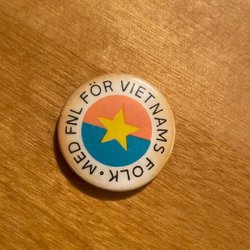 MED FNL FÖR VIETNAMS FOLK •